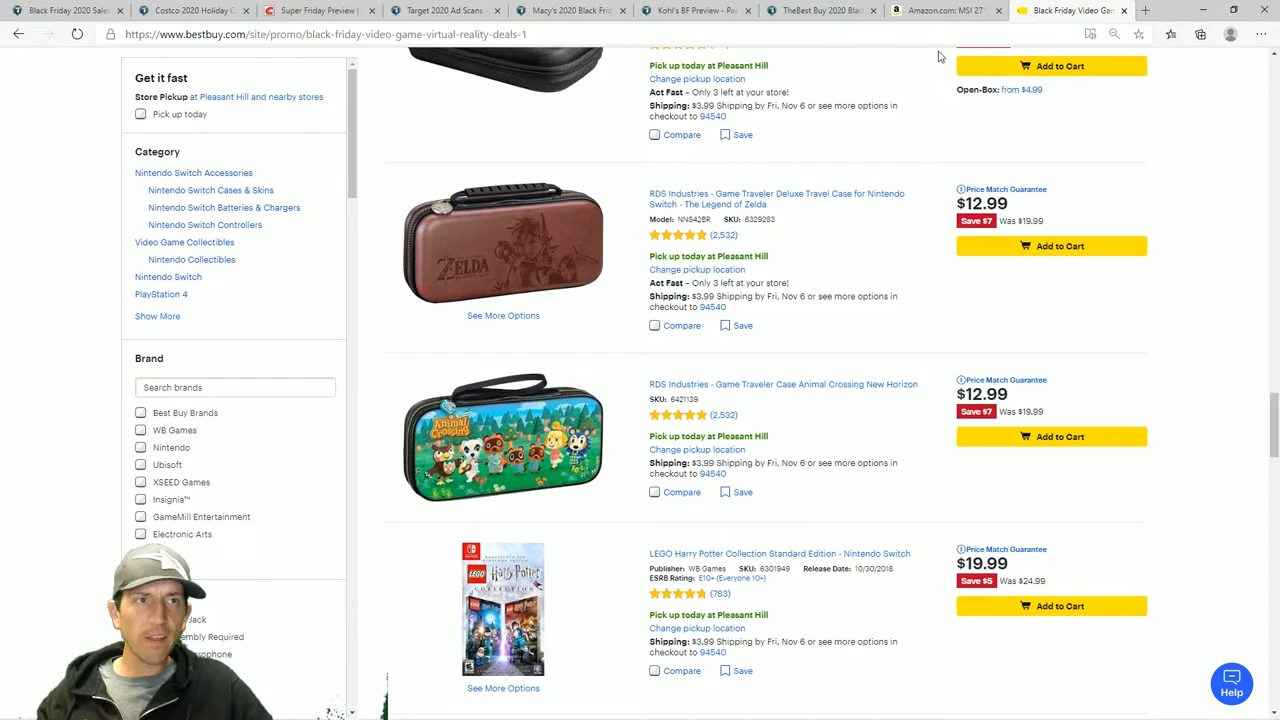 Black Friday 2020 Sales
Costco 2020 Holiday C
Super Friday Preview |
Target 2020 Ad Scans -
Macy's 2020 Black Frid
Kohl's BF Preview - Pa
TheBest Buy 2020 Blac
Amazon.com: MSI 27"
Black Friday Video Gam
https://www.bestbuy.com/site/promo/black-friday-video-game-virtual-reality-deals-1
Get it fast
Store Pickup at Pleasant Hill and nearby stores
Pick up today
Category
Nintendo Switch Accessories
Nintendo Switch Cases & Skins
Nintendo Switch Batteries & Chargers
Nintendo Switch Controllers
Video Game Collectibles
Nintendo Collectibles
Nintendo Switch
PlayStation 4
Show More
Brand
Search brands
Best Buy Brands
WB Games
Nintendo
Ubisoft
XSEED Games
Insignia™
GameMill Entertainment
Electronic Arts
Jack
embly Required
ophone
Pick up today at Pleasant Hill
Change pickup location
Act Fast – Only 3 left at your store!
Shipping: $3.99 Shipping by Fri, Nov 6 or see more options in
checkout to 94540
Compare Save
Add to Cart
Open-Box: from $4.99
ZELDA
See More Options
RDS Industries - Game Traveler Deluxe Travel Case for Nintendo
Switch - The Legend of Zelda
Model: NNS42BR SKU: 6329283
(2,532)
Pick up today at Pleasant Hill
Change pickup location
Act Fast – Only 3 left at your store!
Shipping: $3.99 Shipping by Fri, Nov 6 or see more options in
checkout to 94540
Compare Save
Price Match Guarantee
$12.99
Save $7 Was $19.99
Add to Cart
Animal
Crossing
RDS Industries - Game Traveler Case Animal Crossing New Horizon
SKU: 6421139
(2,532)
Pick up today at Pleasant Hill
Change pickup location
Shipping: $3.99 Shipping by Fri, Nov 6 or see more options in
checkout to 94540
Compare Save
Price Match Guarantee
$12.99
Save $7 Was $19.99
Add to Cart
LEGO Harry Potter
COLLECTION
See More Options
LEGO Harry Potter Collection Standard Edition - Nintendo Switch
Publisher: WB Games SKU: 6301949 Release Date: 10/30/2018
ESRB Rating: E10+ (Everyone 10+)
(783)
Pick up today at Pleasant Hill
Change pickup location
Shipping: $3.99 Shipping by Fri, Nov 6 or see more options in
checkout to 94540
Compare Save
Price Match Guarantee
$19.99
Save $5 Was $24.99
Add to Cart
Help